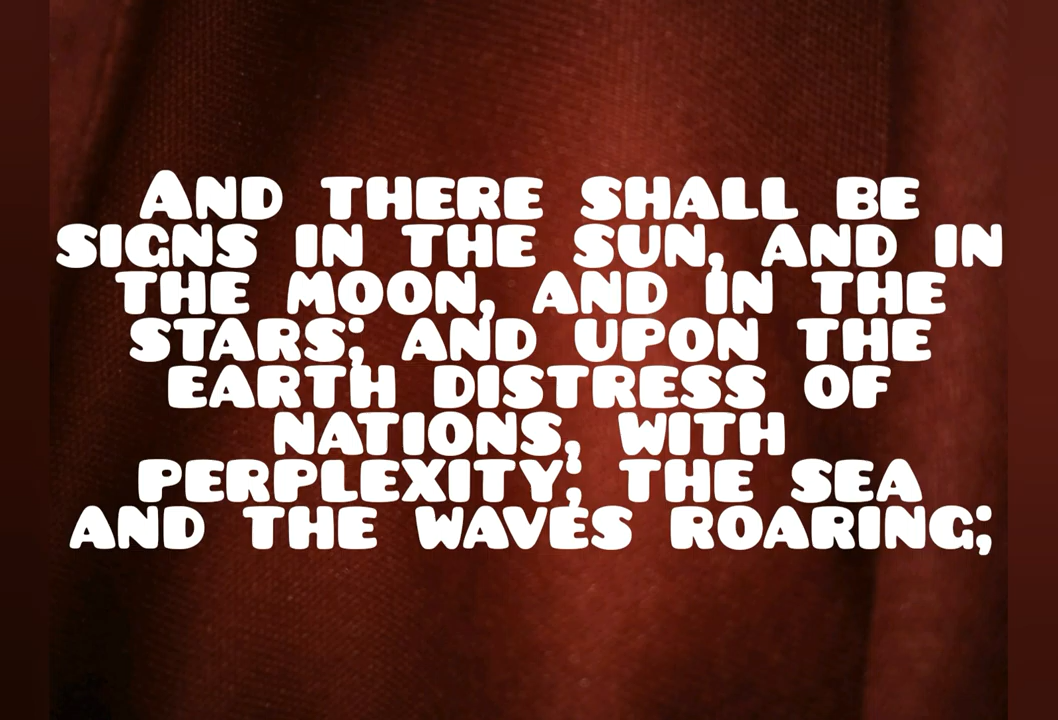 And there shall be
signs in the sun, and in
the moon, and in the
stars; and upon the
earth distress of
nations, with
perplexity; the sea
and the waves roaring;